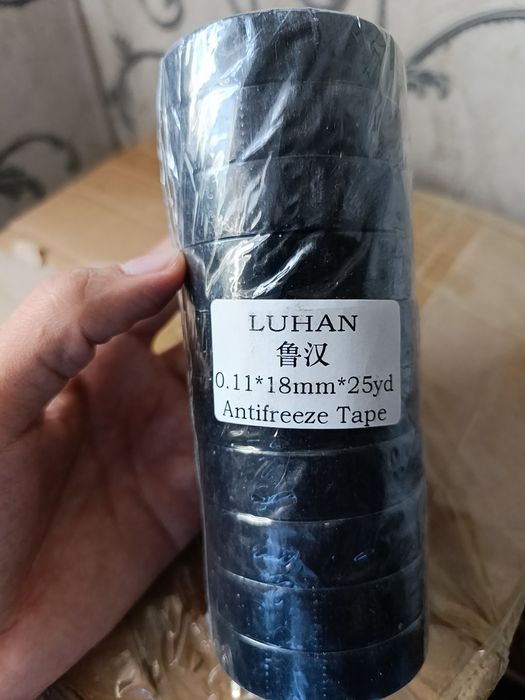 LUHAN
鲁汉
0.11*18mm*25yd
Antifreeze Tape